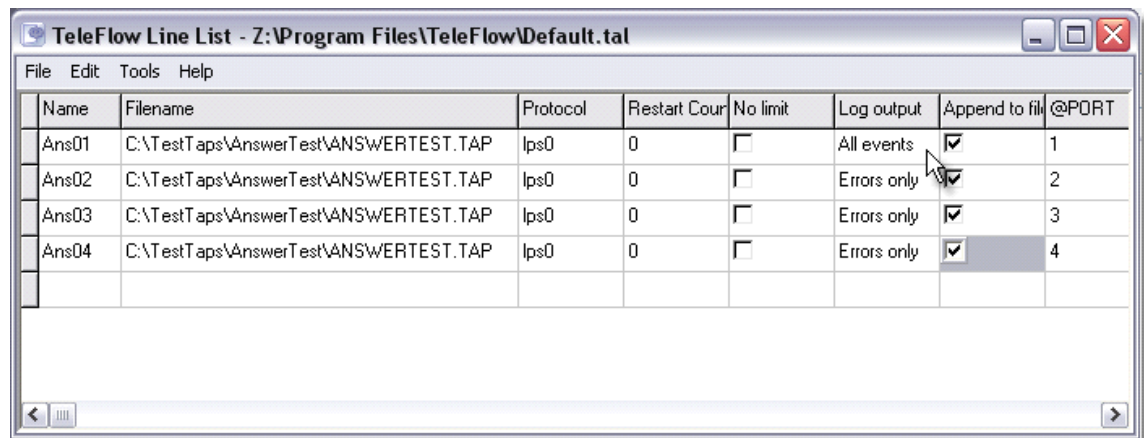 TeleFlow Line List - Z:\Program Files\TeleFlow\Default.tal
File Edit Tools Help
Name Filename Protocol Restart Cour No limit Log output Append to fil @PORT
Ans01 C:\TestTaps\AnswerTest\ANSWERTEST.TAP lps0 0 All events 1
Ans02 C:\TestTaps\AnswerTest\ANSWERTEST.TAP lps0 0 Errors only 2
Ans03 C:\TestTaps\AnswerTest\ANSWERTEST.TAP lps0 0 Errors only 3
Ans04 C:\TestTaps\AnswerTest\ANSWERTEST.TAP lps0 0 Errors only 4